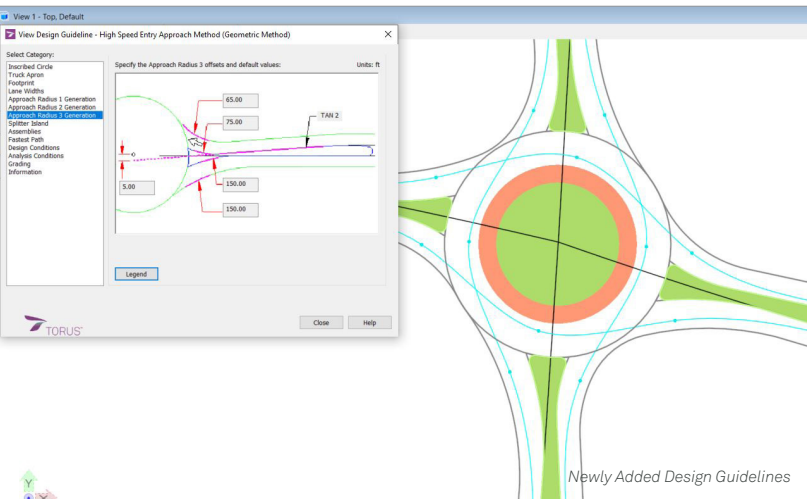 View 1 - Top, Default
View Design Guideline - High Speed Entry Approach Method (Geometric Method)
Select Category:
Inscribed Circle
Truck Apron
Footprint
Lane Widths
Approach Radius 1 Generation
Approach Radius 2 Generation
Approach Radius 3 Generation
Splitter Island
Assemblies
Fastest Path
Design Conditions
Analysis Conditions
Grading
Information
Specify the Approach Radius 3 offsets and default values:
Units: ft
65.00
75.00
TAN 2
5.00
150.00
150.00
Legend
TORUS
Close
Help
Newly Added Design Guidelines
Y
X